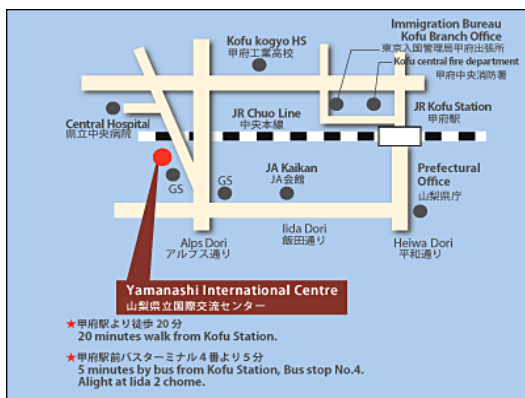 Immigration Bureau
Kofu Branch Office
東京入国管理局甲府出張所
Kofu central fire department
甲府中央消防署
Kofu kogyo HS
甲府工業高校
Central Hospital
県立中央病院
JR Chuo Line
中央本線
JR Kofu Station
甲府駅
GS
GS
JA Kaikan
JA会館
Prefectural
Office
山梨県庁
Alps Dori
アルプス通り
Iida Dori
飯田通り
Heiwa Dori
平和通り
Yamanashi International Centre
山梨県立国際交流センター
★甲府駅より徒歩20分
20 minutes walk from Kofu Station.
★甲府駅前バスターミナル4番より5分
5 minutes by bus from Kofu Station, Bus stop No.4.
Alight at Iida 2 chome.